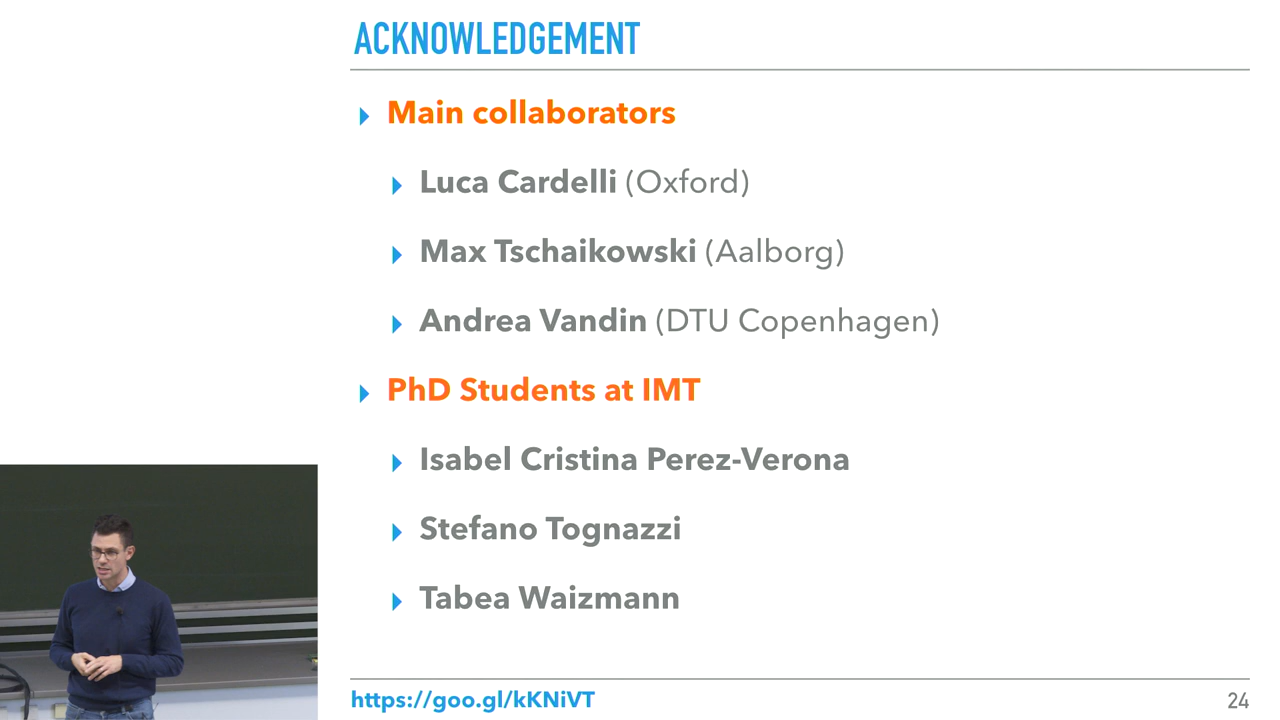 ACKNOWLEDGEMENT
Main collaborators
Luca Cardelli (Oxford)
Max Tschaikowski (Aalborg)
Andrea Vandin (DTU Copenhagen)
PhD Students at IMT
Isabel Cristina Perez-Verona
Stefano Tognazzi
Tabea Waizmann
https://goo.gl/kKNiVT
24